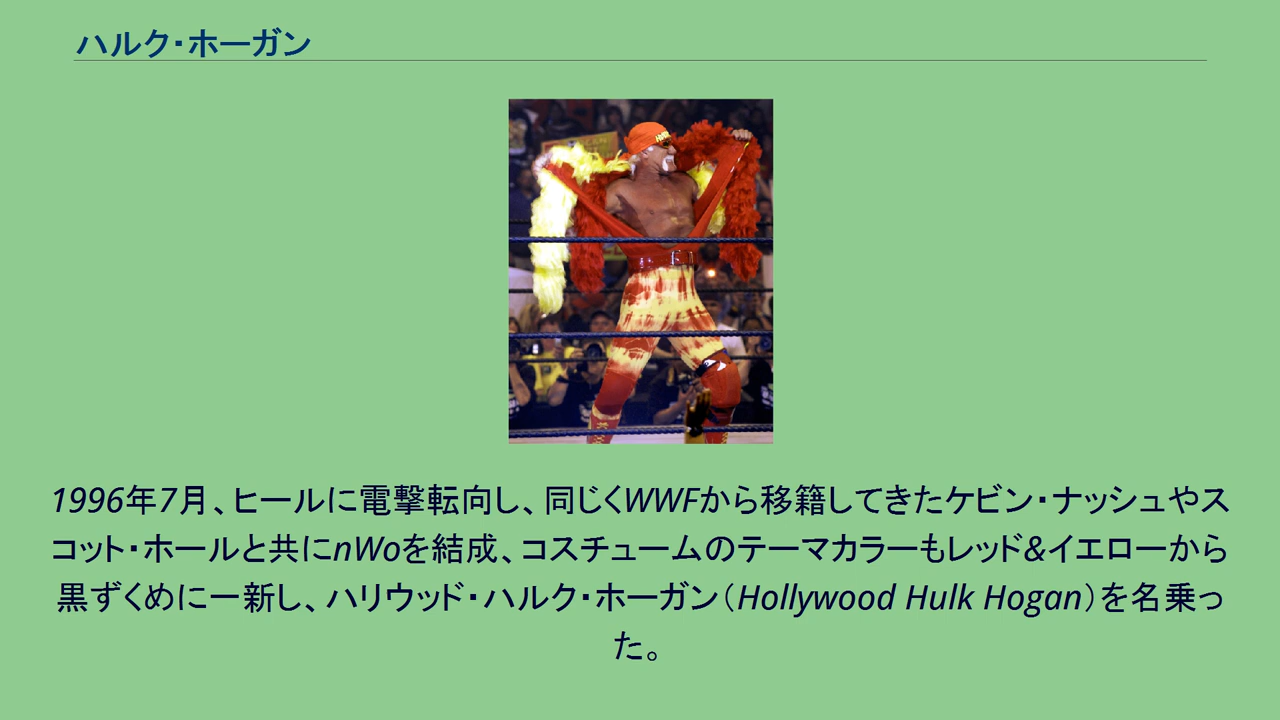 ハルク・ホーガン
1996年7月、ヒールに電撃転向し、同じくWWFから移籍してきたケビン・ナッシュやス
コット・ホールと共にnWoを結成、コスチュームのテーマカラーもレッド&イエローから
黒ずくめに一新し、ハリウッド・ハルク・ホーガン（Hollywood Hulk Hogan）を名乗っ
た。